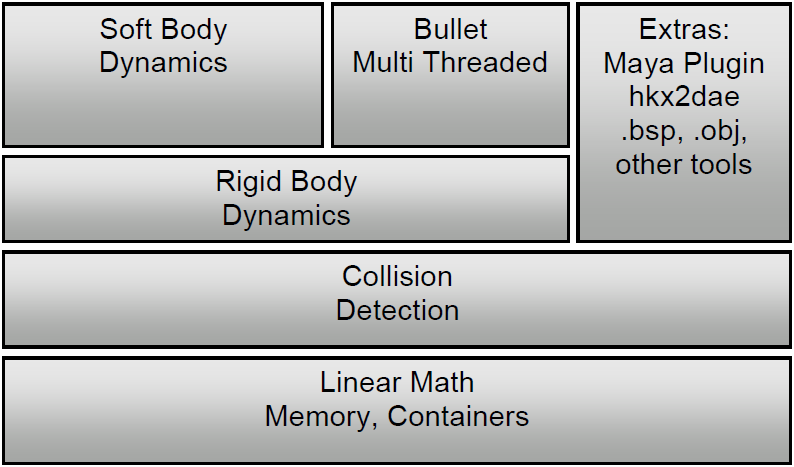 Soft Body
Dynamics
Bullet
Multi Threaded
Extras:
Maya Plugin
hkx2dae
.bsp, .obj,
other tools
Rigid Body
Dynamics
Collision
Detection
Linear Math
Memory, Containers